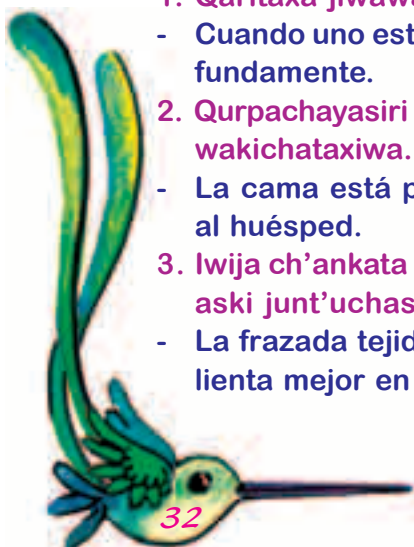 1. Qaritaxa jiwawa
- Cuando uno est
fundamente.
2. Qurpachayasiri
wakichataxiwa.
- La cama está p
al huésped.
3. Iwija ch'ankata
aski junt'uchas
- La frazada tejid
lienta mejor en
32